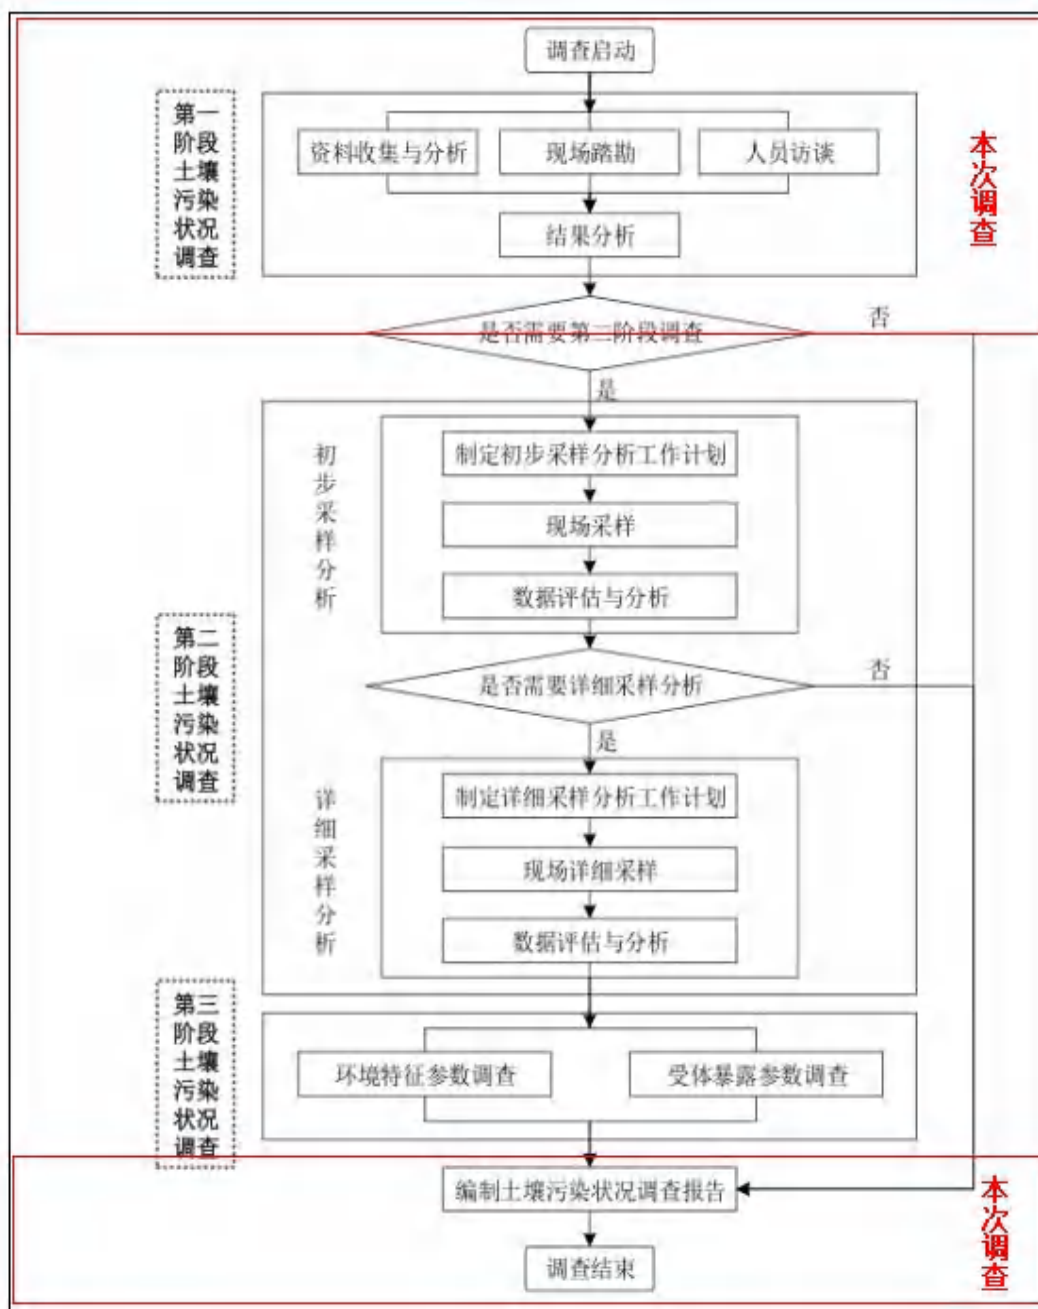 调查启动
第一
阶段
土壤
污染
状况
调查
资料收集与分析
现场踏勘
人员访谈
本次调查
结果分析
是否需要第二阶段调查
否
是
初步采样分析
制定初步采样分析工作计划
现场采样
数据评估与分析
第二
阶段
土壤
污染
状况
调查
是否需要详细采样分析
否
是
详细采样分析
制定详细采样分析工作计划
现场详细采样
数据评估与分析
第三
阶段
土壤
污染
状况
调查
环境特征参数调查
受体暴露参数调查
编制土壤污染状况调查报告
本次调查
调查结束